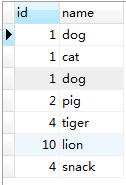 id name
1 dog
1 cat
1 dog
2 pig
4 tiger
10 lion
4 snack